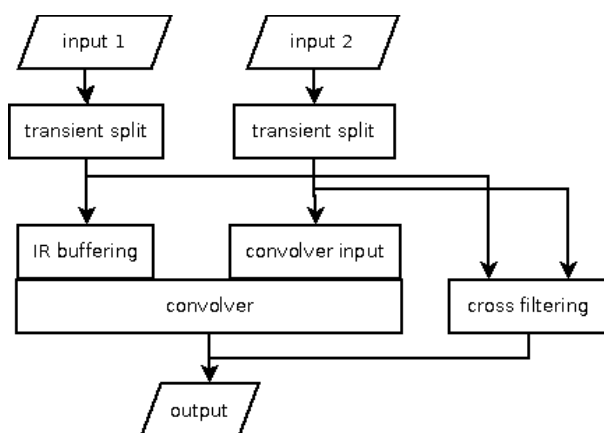 input 1
input 2
transient split
transient split
IR buffering
convolver input
convolver
cross filtering
output